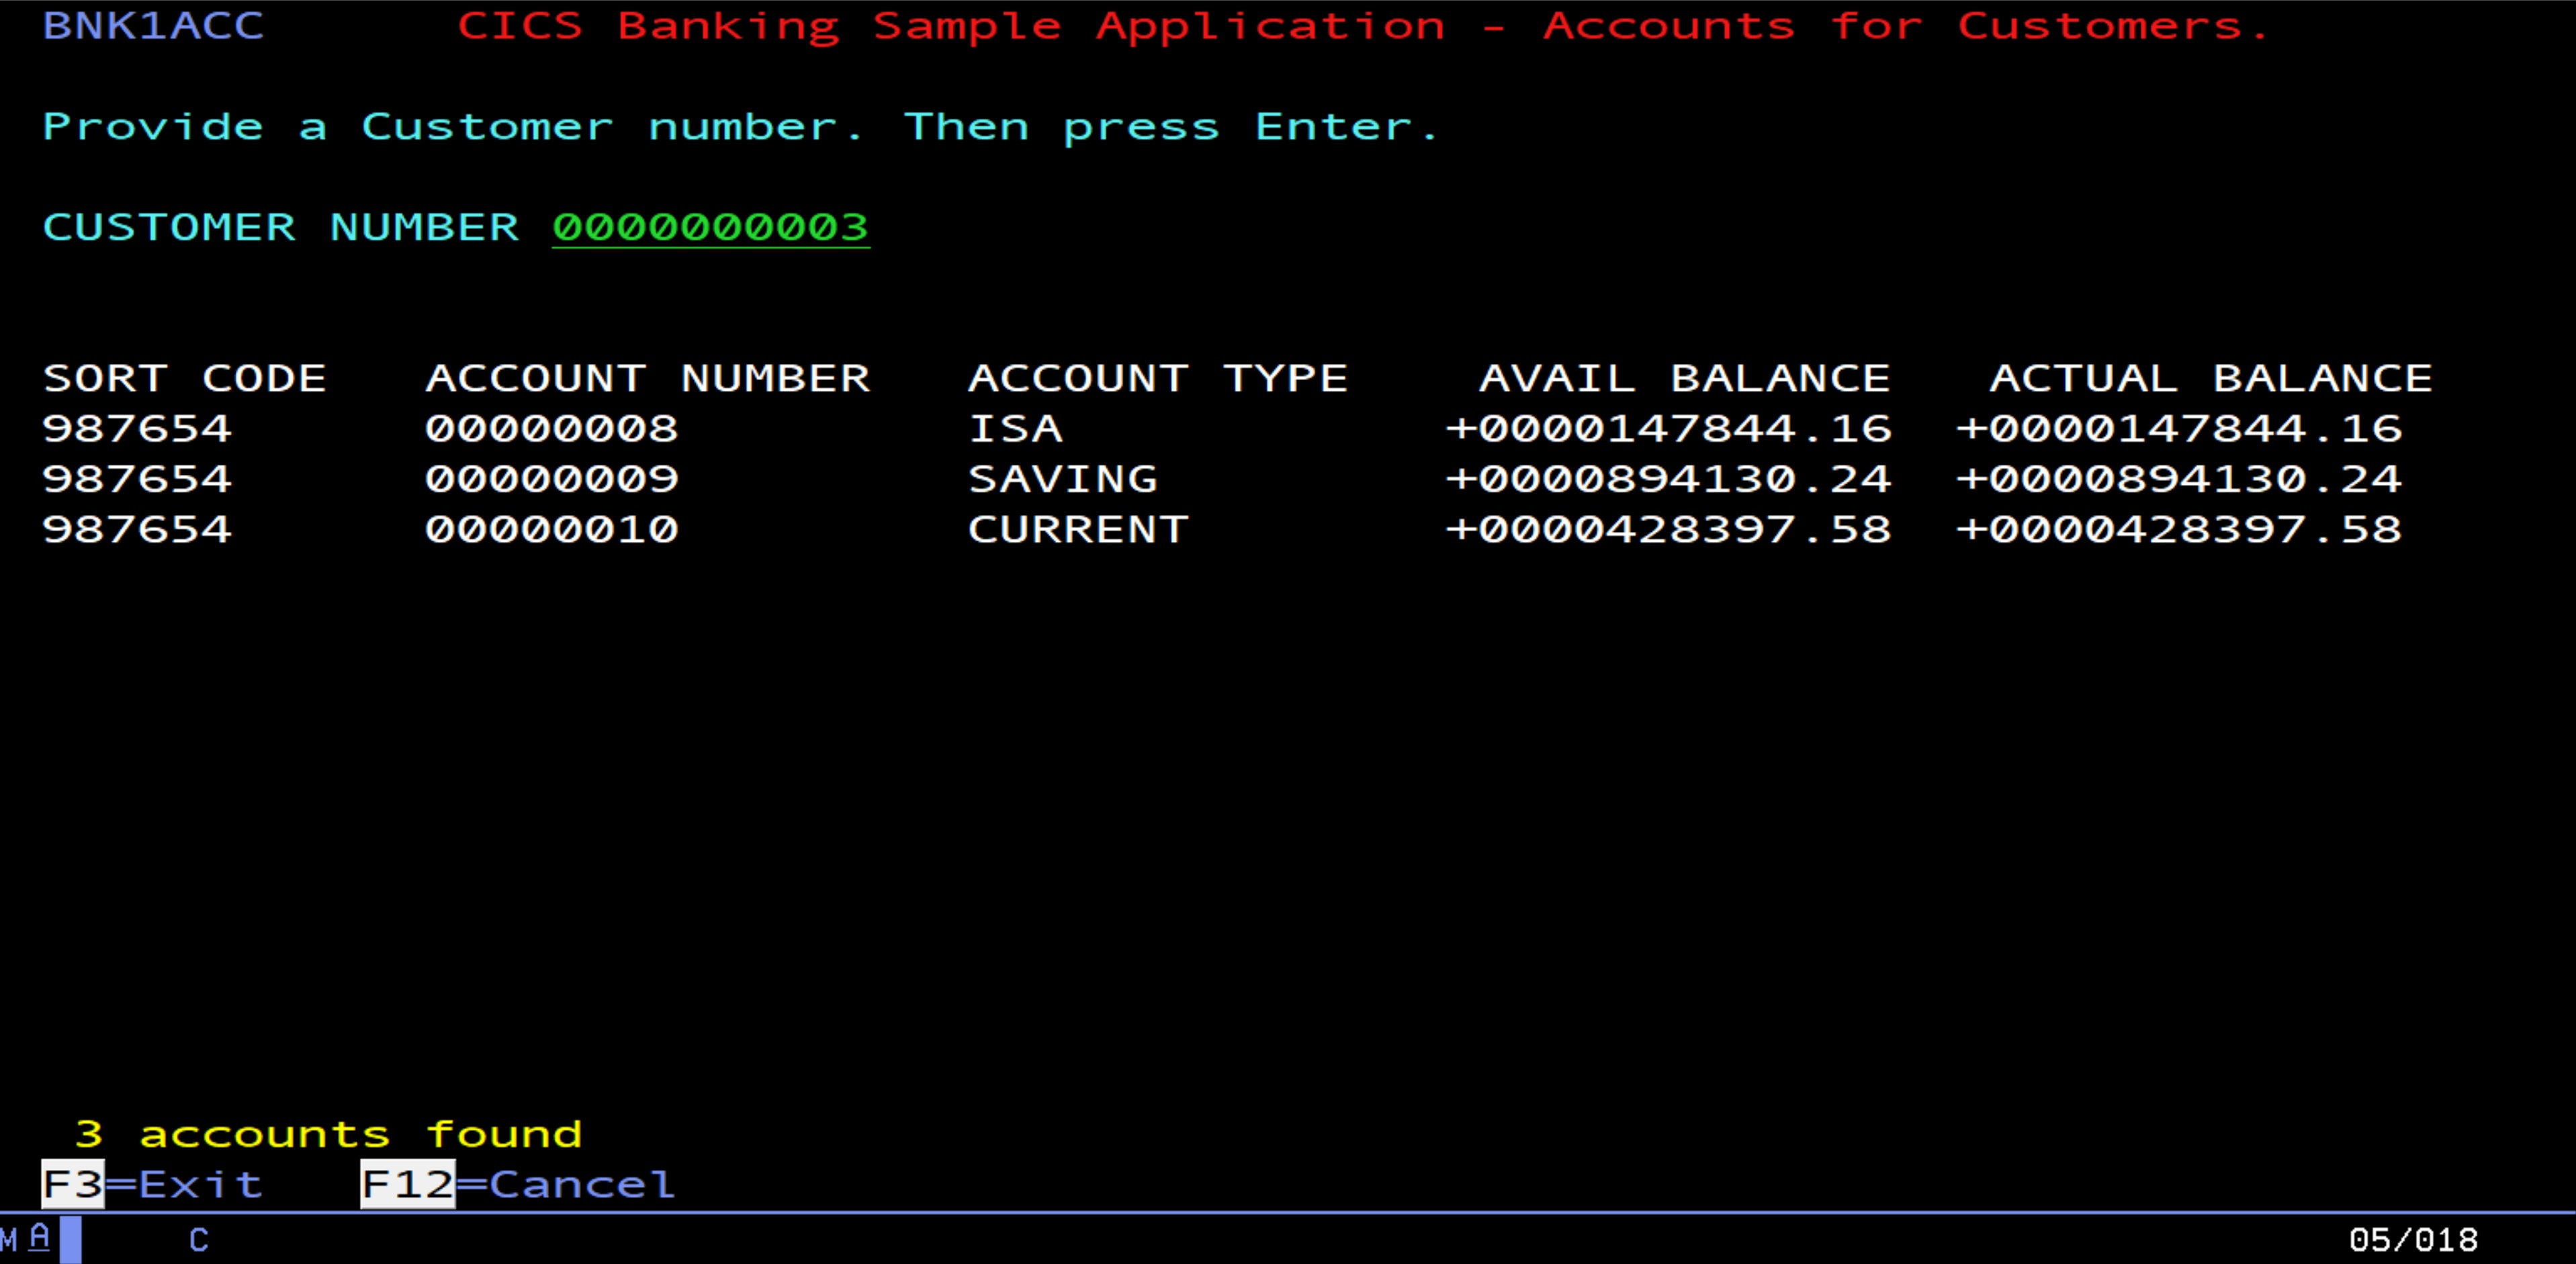 BNK1ACC CICS Banking Sample Application - Accounts for Customers.
Provide a Customer number. Then press Enter.
CUSTOMER NUMBER 0000000003
SORT CODE ACCOUNT NUMBER ACCOUNT TYPE AVAIL BALANCE ACTUAL BALANCE
987654 00000008 ISA +0000147844.16 +0000147844.16
987654 00000009 SAVING +0000894130.24 +0000894130.24
987654 00000010 CURRENT +0000428397.58 +0000428397.58
3 accounts found
F3=Exit F12=Cancel
M A C 05/018